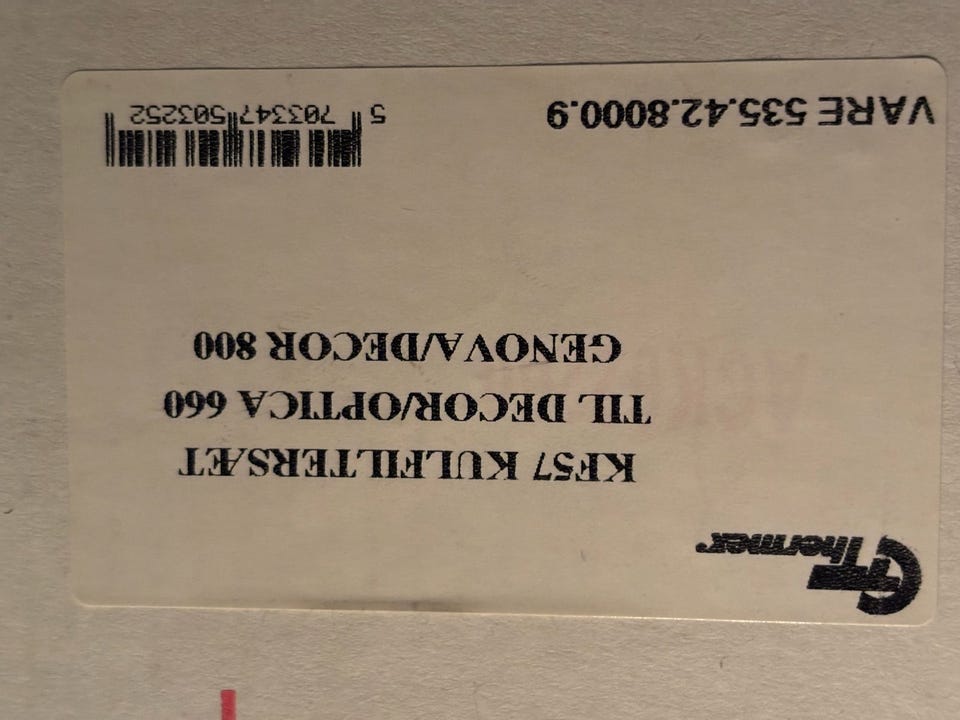 Thermex®
KF57 KULFILTERSÆT
TIL DECOR/OPTICA 660
GENOVA/DECOR 800
VARE 535.42.8000.9
5 703347 503252